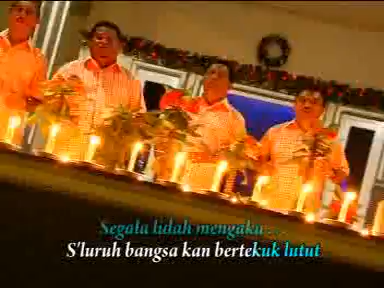 Segala lidah mengaku . . .
S'luruh bangsa kan bertekuk lutut